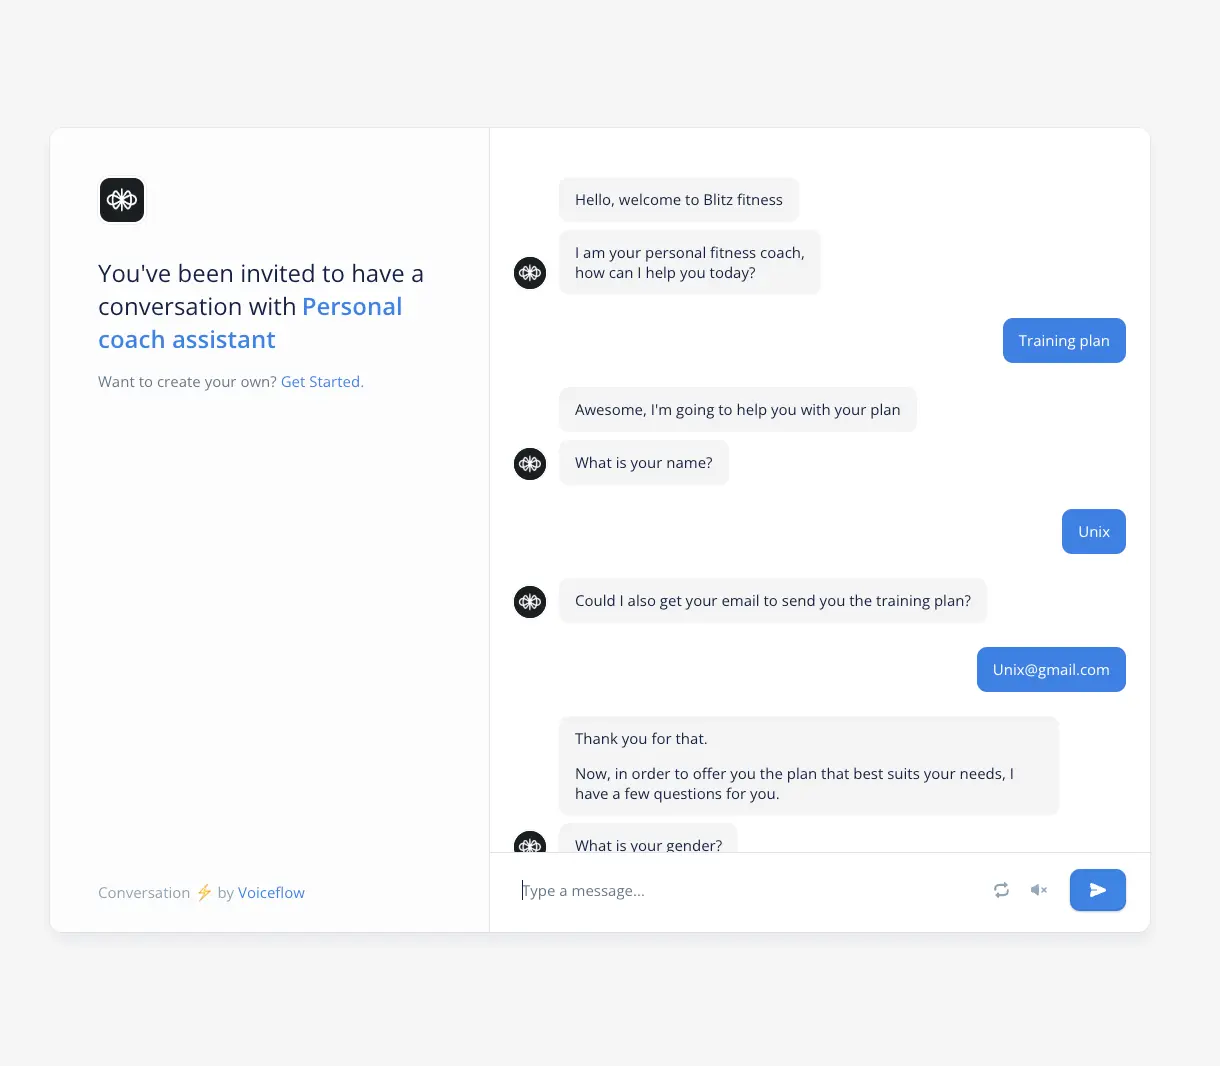 You've been invited to have a
conversation with Personal
coach assistant
Want to create your own? Get Started.
Conversation ⚡ by Voiceflow
Hello, welcome to Blitz fitness
I am your personal fitness coach,
how can I help you today?
Training plan
Awesome, I'm going to help you with your plan
What is your name?
Unix
Could I also get your email to send you the training plan?
Unix@gmail.com
Thank you for that.
Now, in order to offer you the plan that best suits your needs, I
have a few questions for you.
What is your gender?
Type a message...